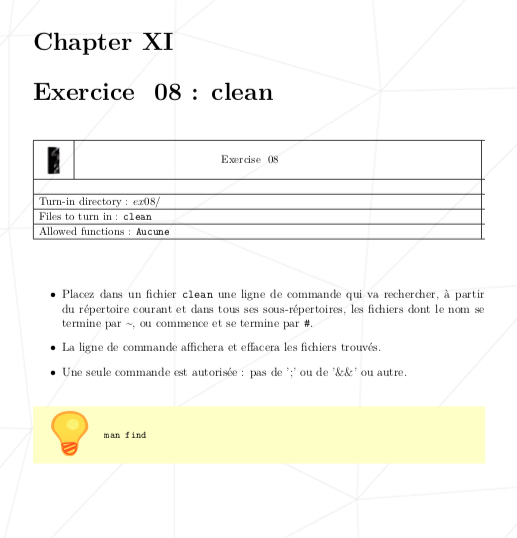 Chapter XI
Exercice 08 : clean
Exercise 08
Turn-in directory : ex08/
Files to turn in : clean
Allowed functions : Aucune
• Placez dans un fichier clean une ligne de commande qui va rechercher, à partir
du répertoire courant et dans tous ses sous-répertoires, les fichiers dont le nom se
termine par ~, ou commence et se termine par #.
• La ligne de commande affichera et effacera les fichiers trouvés.
• Une seule commande est autorisée : pas de ';' ou de '&&' ou autre.
man find